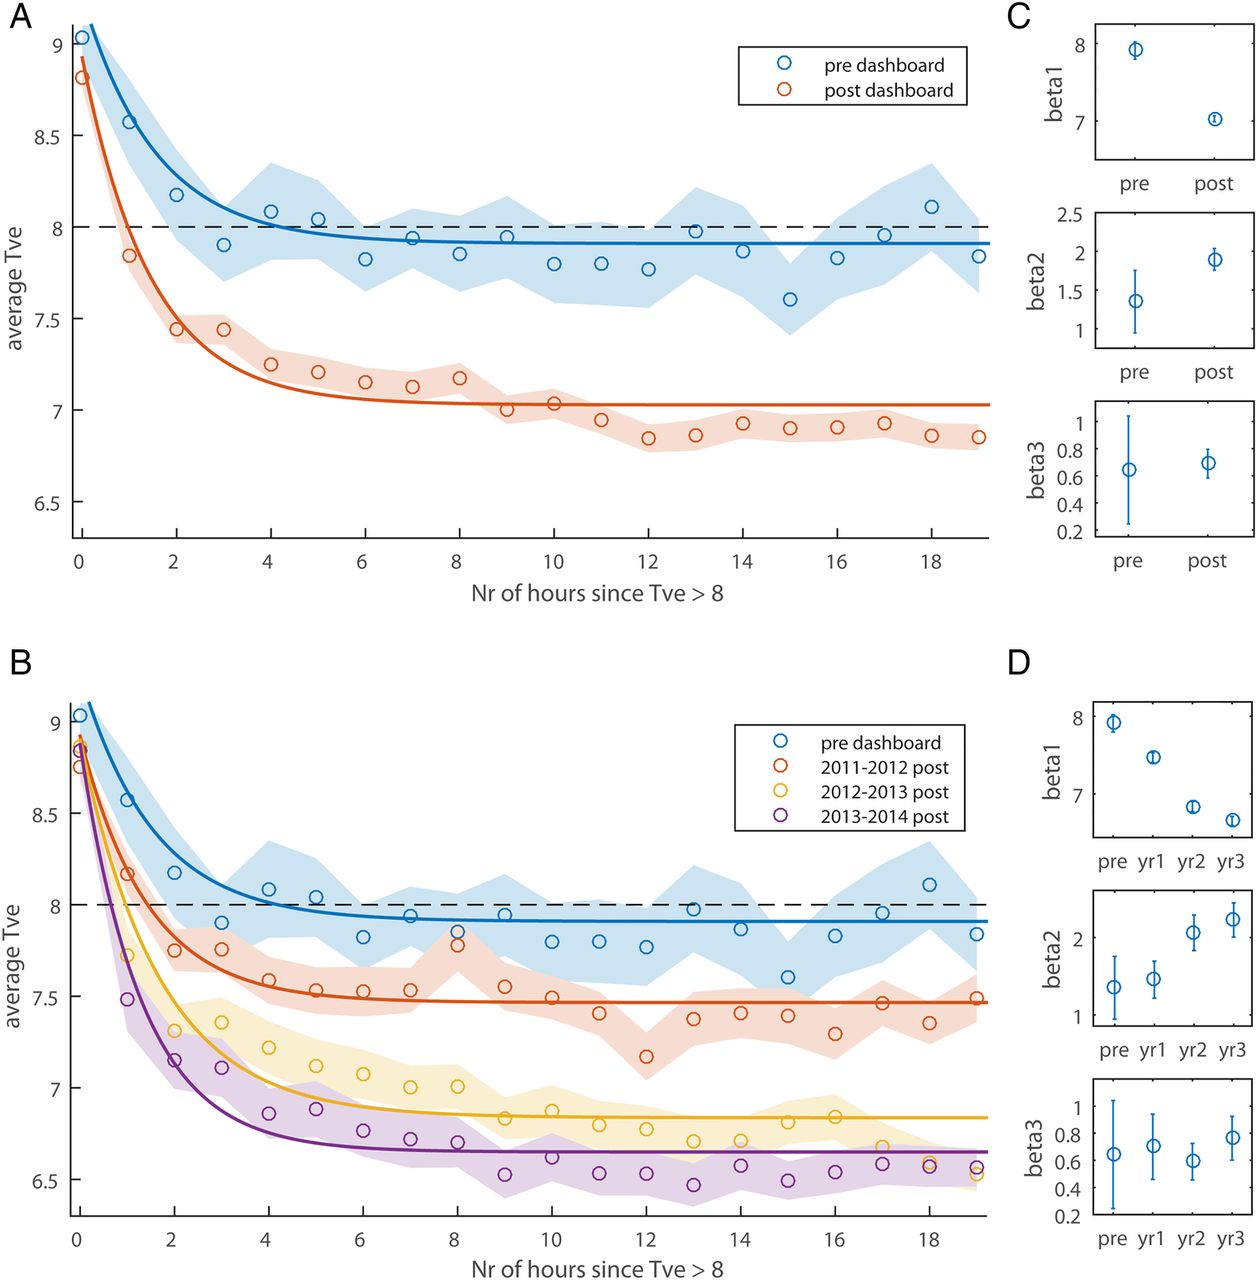 A
average Tve
9
8.5
8
7.5
7
6.5
0 2 4 6 8 10 12 14 16 18
Nr of hours since Tve > 8
pre dashboard
post dashboard
C
beta1
8
7
pre post
beta2
2.5
2
1.5
1
pre post
beta3
1
0.8
0.6
0.4
0.2
pre post
B
average Tve
9
8.5
8
7.5
7
6.5
0 2 4 6 8 10 12 14 16 18
Nr of hours since Tve > 8
pre dashboard
2011-2012 post
2012-2013 post
2013-2014 post
D
beta1
8
7
pre yr1 yr2 yr3
beta2
2
1
pre yr1 yr2 yr3
beta3
1
0.8
0.6
0.4
0.2
pre yr1 yr2 yr3